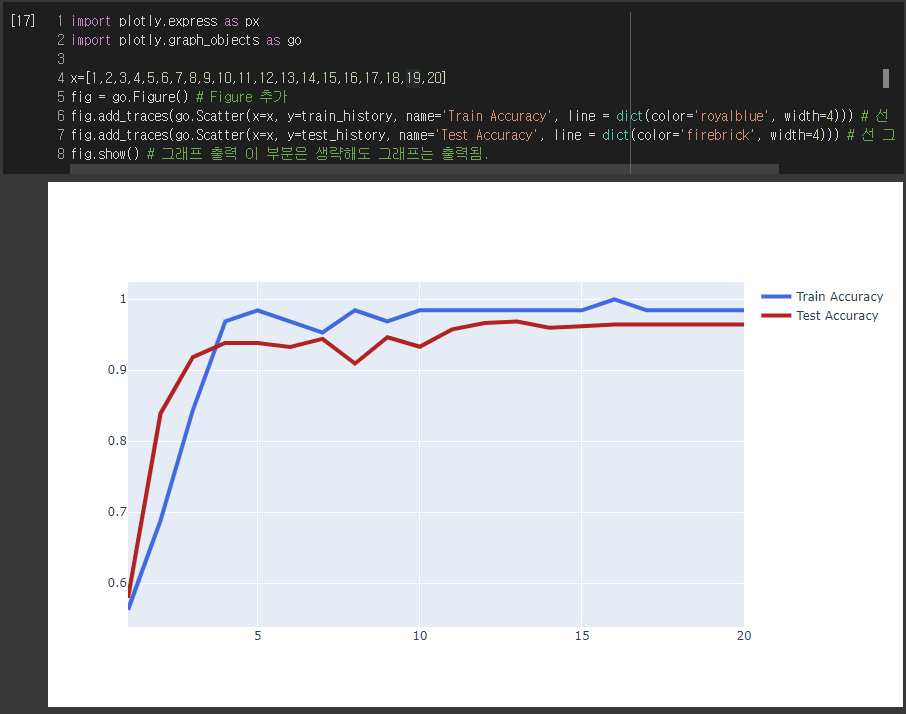 [17] 1 import plotly.express as px
2 import plotly.graph_objects as go
3
4 x=[1,2,3,4,5,6,7,8,9,10,11,12,13,14,15,16,17,18,19,20]
5 fig = go.Figure() # Figure 추가
6 fig.add_traces(go.Scatter(x=x, y=train_history, name='Train Accuracy', line = dict(color='royalblue', width=4))) # 선
7 fig.add_traces(go.Scatter(x=x, y=test_history, name='Test Accuracy', line = dict(color='firebrick', width=4))) # 선 그
8 fig.show() # 그래프 출력 이 부분은 생략해도 그래프는 출력됨.
Train Accuracy
Test Accuracy
1
0.9
0.8
0.7
0.6
5 10 15 20